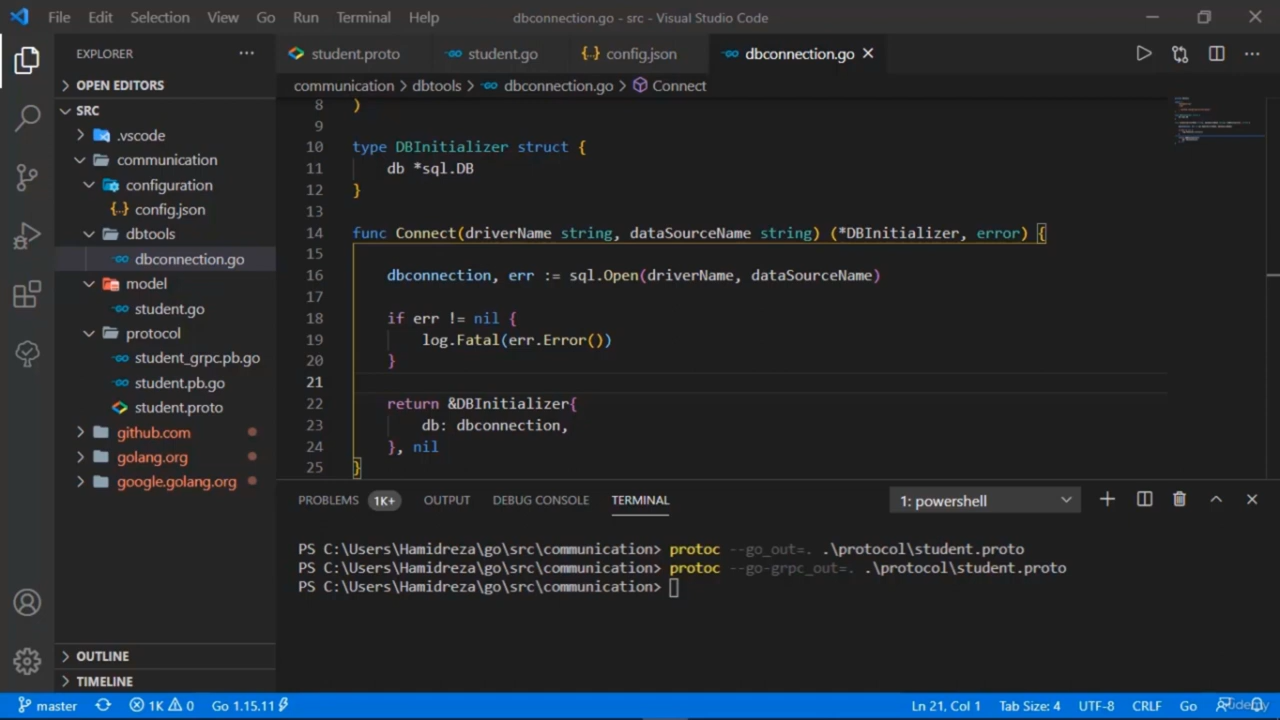 File Edit Selection View Go Run Terminal Help dbconnection.go - src - Visual Studio Code
EXPLORER
OPEN EDITORS
SRC
.vscode
communication
configuration
config.json
dbtools
dbconnection.go
model
student.go
protocol
student_grpc.pb.go
student.pb.go
student.proto
github.com
golang.org
google.golang.org
OUTLINE
TIMELINE
student.proto student.go config.json dbconnection.go
communication > dbtools > dbconnection.go > Connect
8 )
9
10 type DBInitializer struct {
11 db *sql.DB
12 }
13
14 func Connect(driverName string, dataSourceName string) (*DBInitializer, error) {
15
16 dbconnection, err := sql.Open(driverName, dataSourceName)
17
18 if err != nil {
19 log.Fatal(err.Error())
20 }
21
22 return &DBInitializer{
23 db: dbconnection,
24 }, nil
25 }
PROBLEMS 1K+ OUTPUT DEBUG CONSOLE TERMINAL 1: powershell
PS C:\Users\Hamidreza\go\src\communication> protoc --go_out=. .\protocol\student.proto
PS C:\Users\Hamidreza\go\src\communication> protoc --go-grpc_out=. .\protocol\student.proto
PS C:\Users\Hamidreza\go\src\communication>
master 1K 0 Go 1.15.11 Ln 21, Col 1 Tab Size: 4 UTF-8 CRLF Go